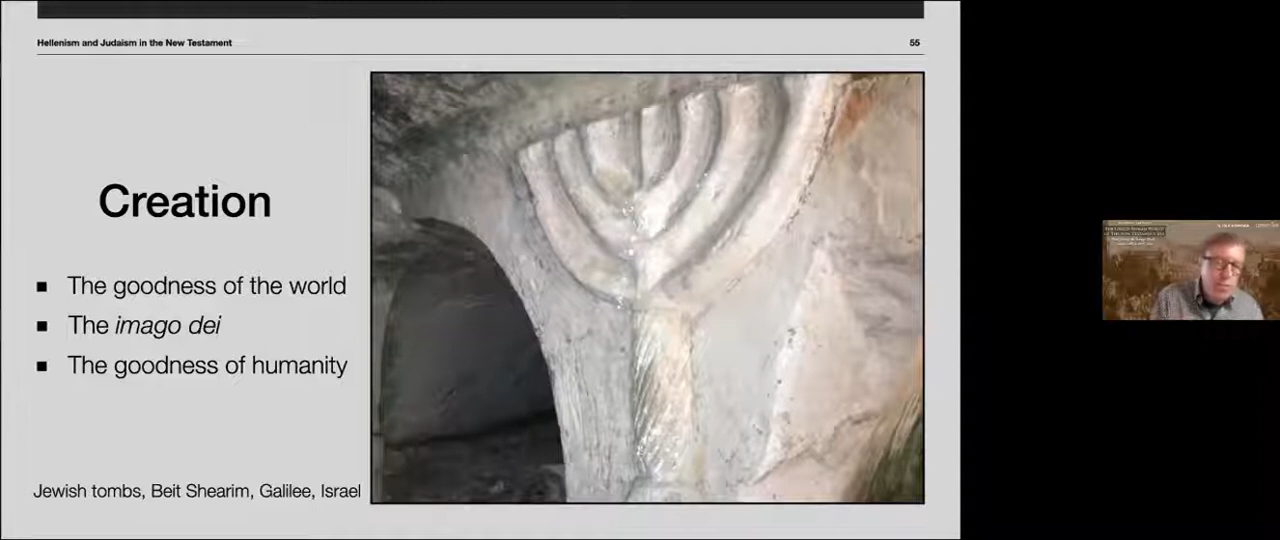 Hellenism and Judaism in the New Testament 55
Creation
■ The goodness of the world
■ The imago dei
■ The goodness of humanity
Jewish tombs, Beit Shearim, Galilee, Israel